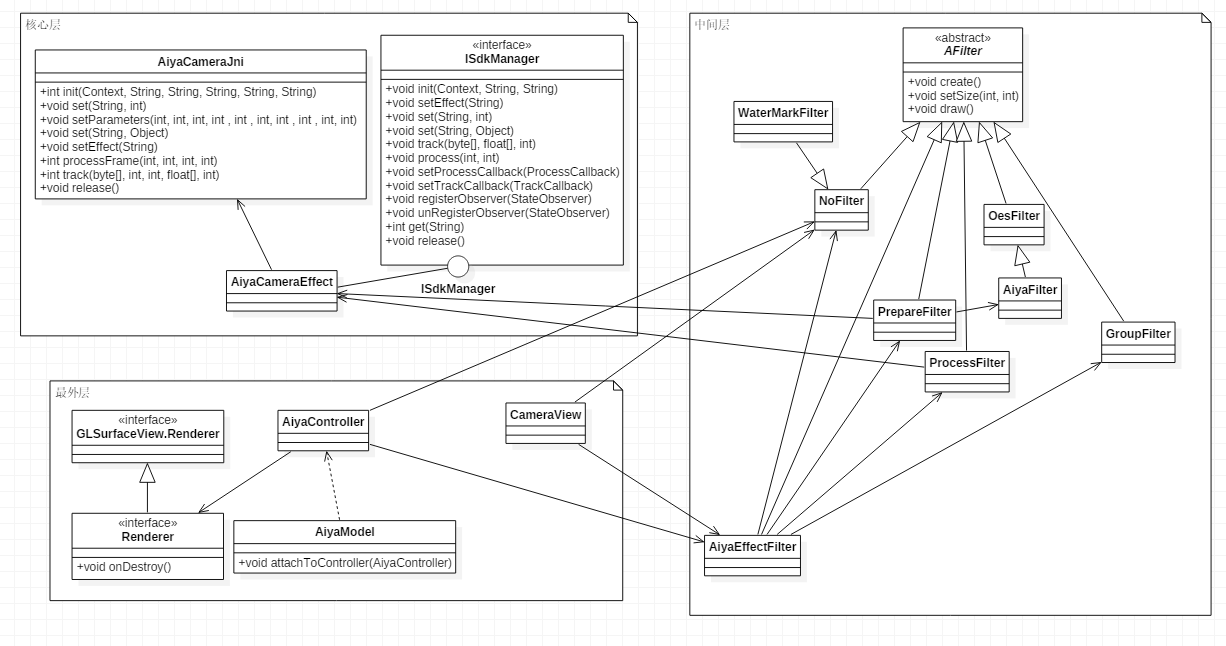 核心层
AiyaCameraJni
+int init(Context, String, String, String, String, String)
+void set(String, int)
+void setParameters(int, int, int, int , int , int, int , int , int, int)
+void set(String, Object)
+void setEffect(String)
+int processFrame(int, int, int, int)
+int track(byte[], int, int, float[], int)
+void release()
«interface»
ISdkManager
+void init(Context, String, String)
+void setEffect(String)
+void set(String, int)
+void set(String, Object)
+void track(byte[], float[], int)
+void process(int, int)
+void setProcessCallback(ProcessCallback)
+void setTrackCallback(TrackCallback)
+void registerObserver(StateObserver)
+void unRegisterObserver(StateObserver)
+int get(String)
+void release()
AiyaCameraEffect
ISdkManager
中间层
«abstract»
AFilter
+void create()
+void setSize(int, int)
+void draw()
WaterMarkFilter
NoFilter
OesFilter
AiyaFilter
PrepareFilter
GroupFilter
ProcessFilter
AiyaEffectFilter
最外层
«interface»
GLSurfaceView.Renderer
AiyaController
CameraView
«interface»
Renderer
+void onDestroy()
AiyaModel
+void attachToController(AiyaController)